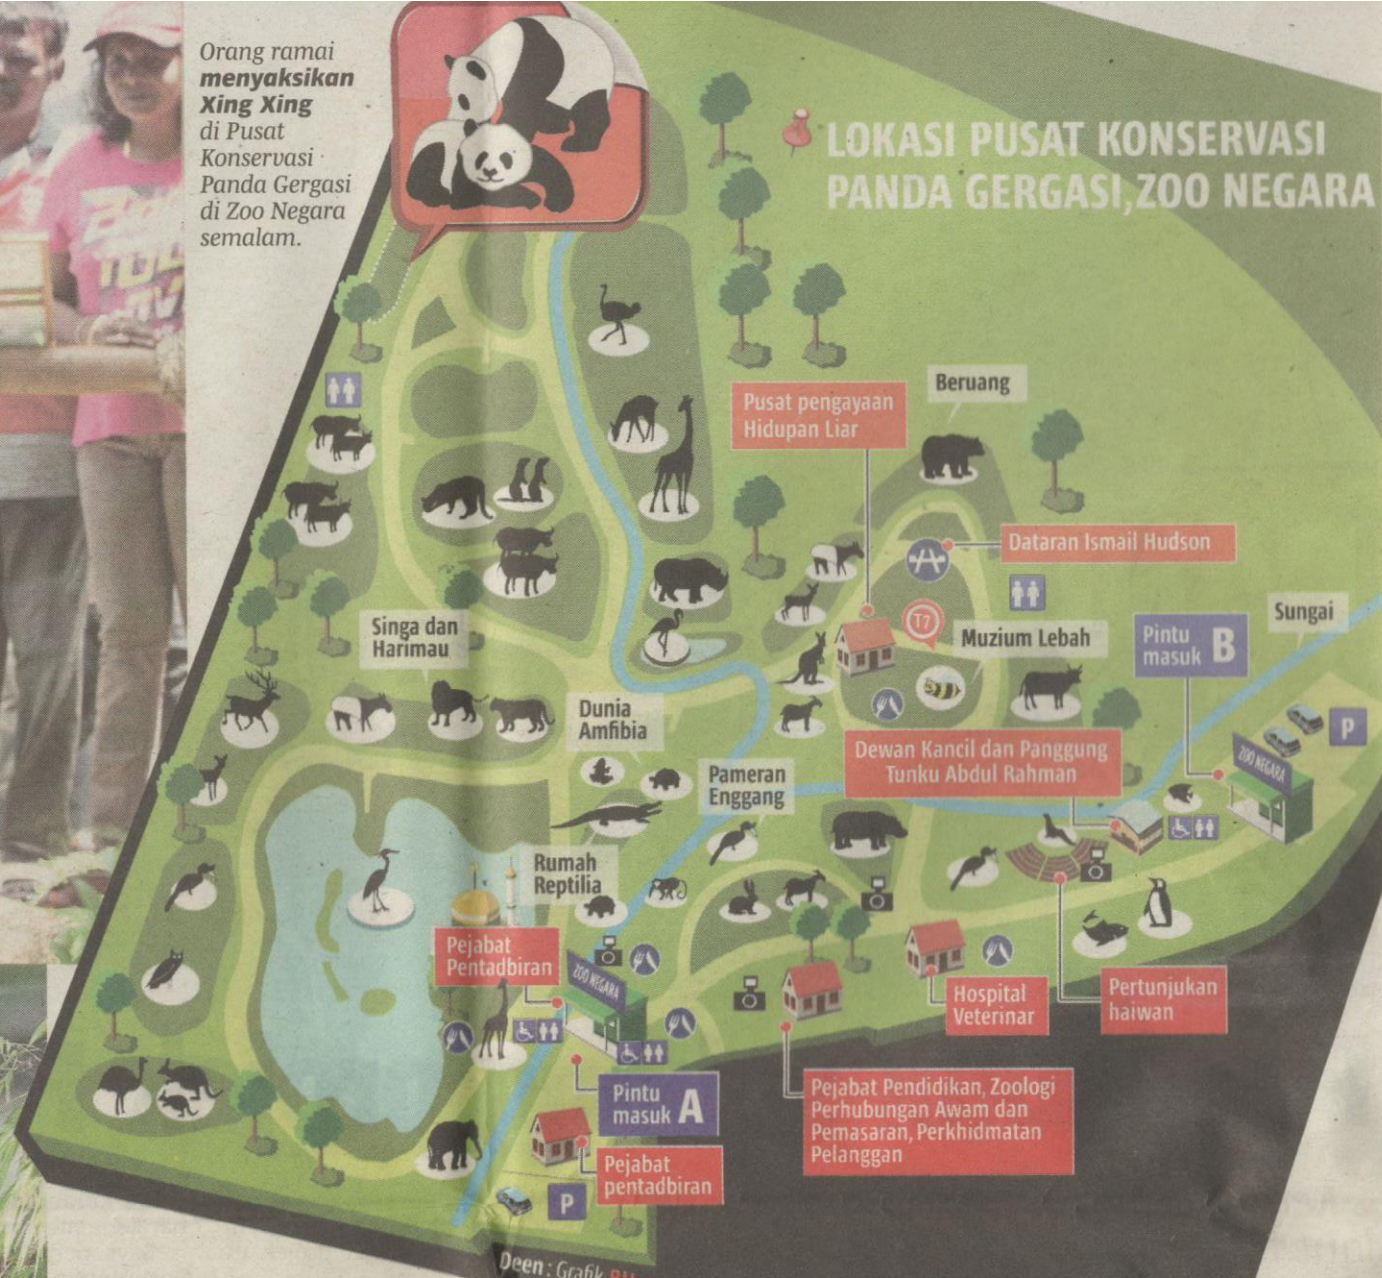 Orang ramai
menyaksikan
Xing Xing
di Pusat
Konservasi
Panda Gergasi
di Zoo Negara
semalam.
LOKASI PUSAT KONSERVASI
PANDA GERGASI, ZOO NEGARA
Beruang
Pusat pengayaan
Hidupan Liar
Dataran Ismail Hudson
Sungai
Pintu
masuk B
T7
Muzium Lebah
Singa dan
Harimau
Dunia
Amfibia
P
ZOO NEGARA
Dewan Kancil dan Panggung
Tunku Abdul Rahman
Pameran
Enggang
Rumah
Reptilia
Pejabat
Pentadbiran
ZOO NEGARA
Hospital
Veterinar
Pertunjukan
haiwan
Pintu
masuk A
Pejabat Pendidikan, Zoologi
Perhubungan Awam dan
Pemasaran, Perkhidmatan
Pelanggan
Pejabat
pentadbiran
P
Deen : Grafik